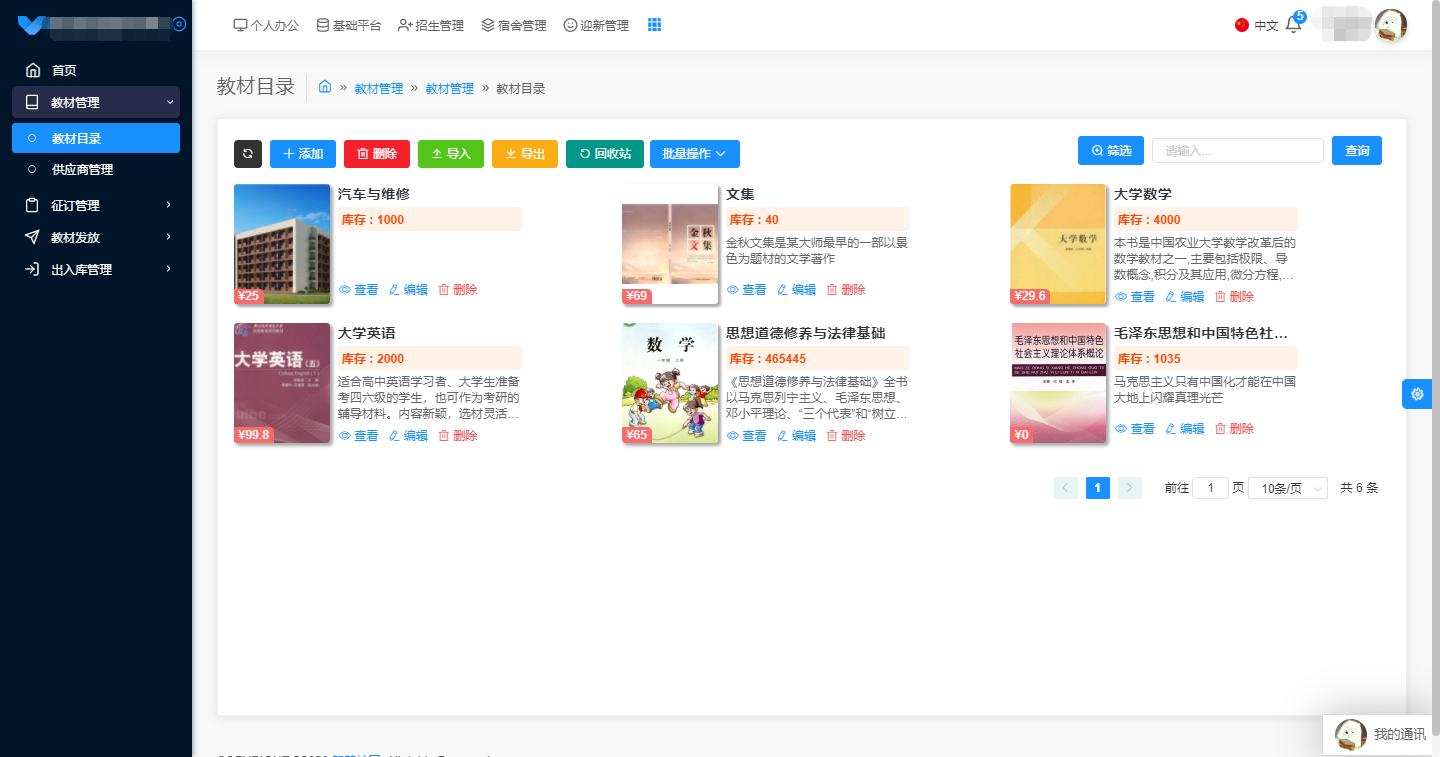 个人办公 基础平台 招生管理 宿舍管理 迎新管理
中文 5
首页
教材管理
教材目录
供应商管理
征订管理
教材发放
出入库管理
教材目录 » 教材管理 » 教材管理 » 教材目录
添加 删除 导入 导出 回收站 批量操作
筛选 请输入... 查询
汽车与维修
库存 : 1000
¥25
查看 编辑 删除
文集
库存 : 40
金秋文集是某大师最早的一部以景
色为题材的文学著作
金秋
文集
¥69
查看 编辑 删除
大学数学
库存 : 4000
本书是中国农业大学教学改革后的
数学教材之一,主要包括极限、导
数概念,积分及其应用,微分方程,...
大学数学
¥29.6
查看 编辑 删除
大学英语
库存 : 2000
适合高中英语学习者、大学生准备
考四六级的学生，也可作为考研的
辅导材料。内容新颖，选材灵活...
大学英语(五)
¥99.8
查看 编辑 删除
思想道德修养与法律基础
库存 : 465445
《思想道德修养与法律基础》全书
以马克思列宁主义、毛泽东思想、
邓小平理论、“三个代表”和“树立...
数 学
¥65
查看 编辑 删除
毛泽东思想和中国特色社...
库存 : 1035
马克思主义只有中国化才能在中国
大地上闪耀真理光芒
毛泽东思想和中国特色
社会主义理论体系概论
¥0
查看 编辑 删除
1 前往 1 页 10条/页 共 6 条
我的通讯